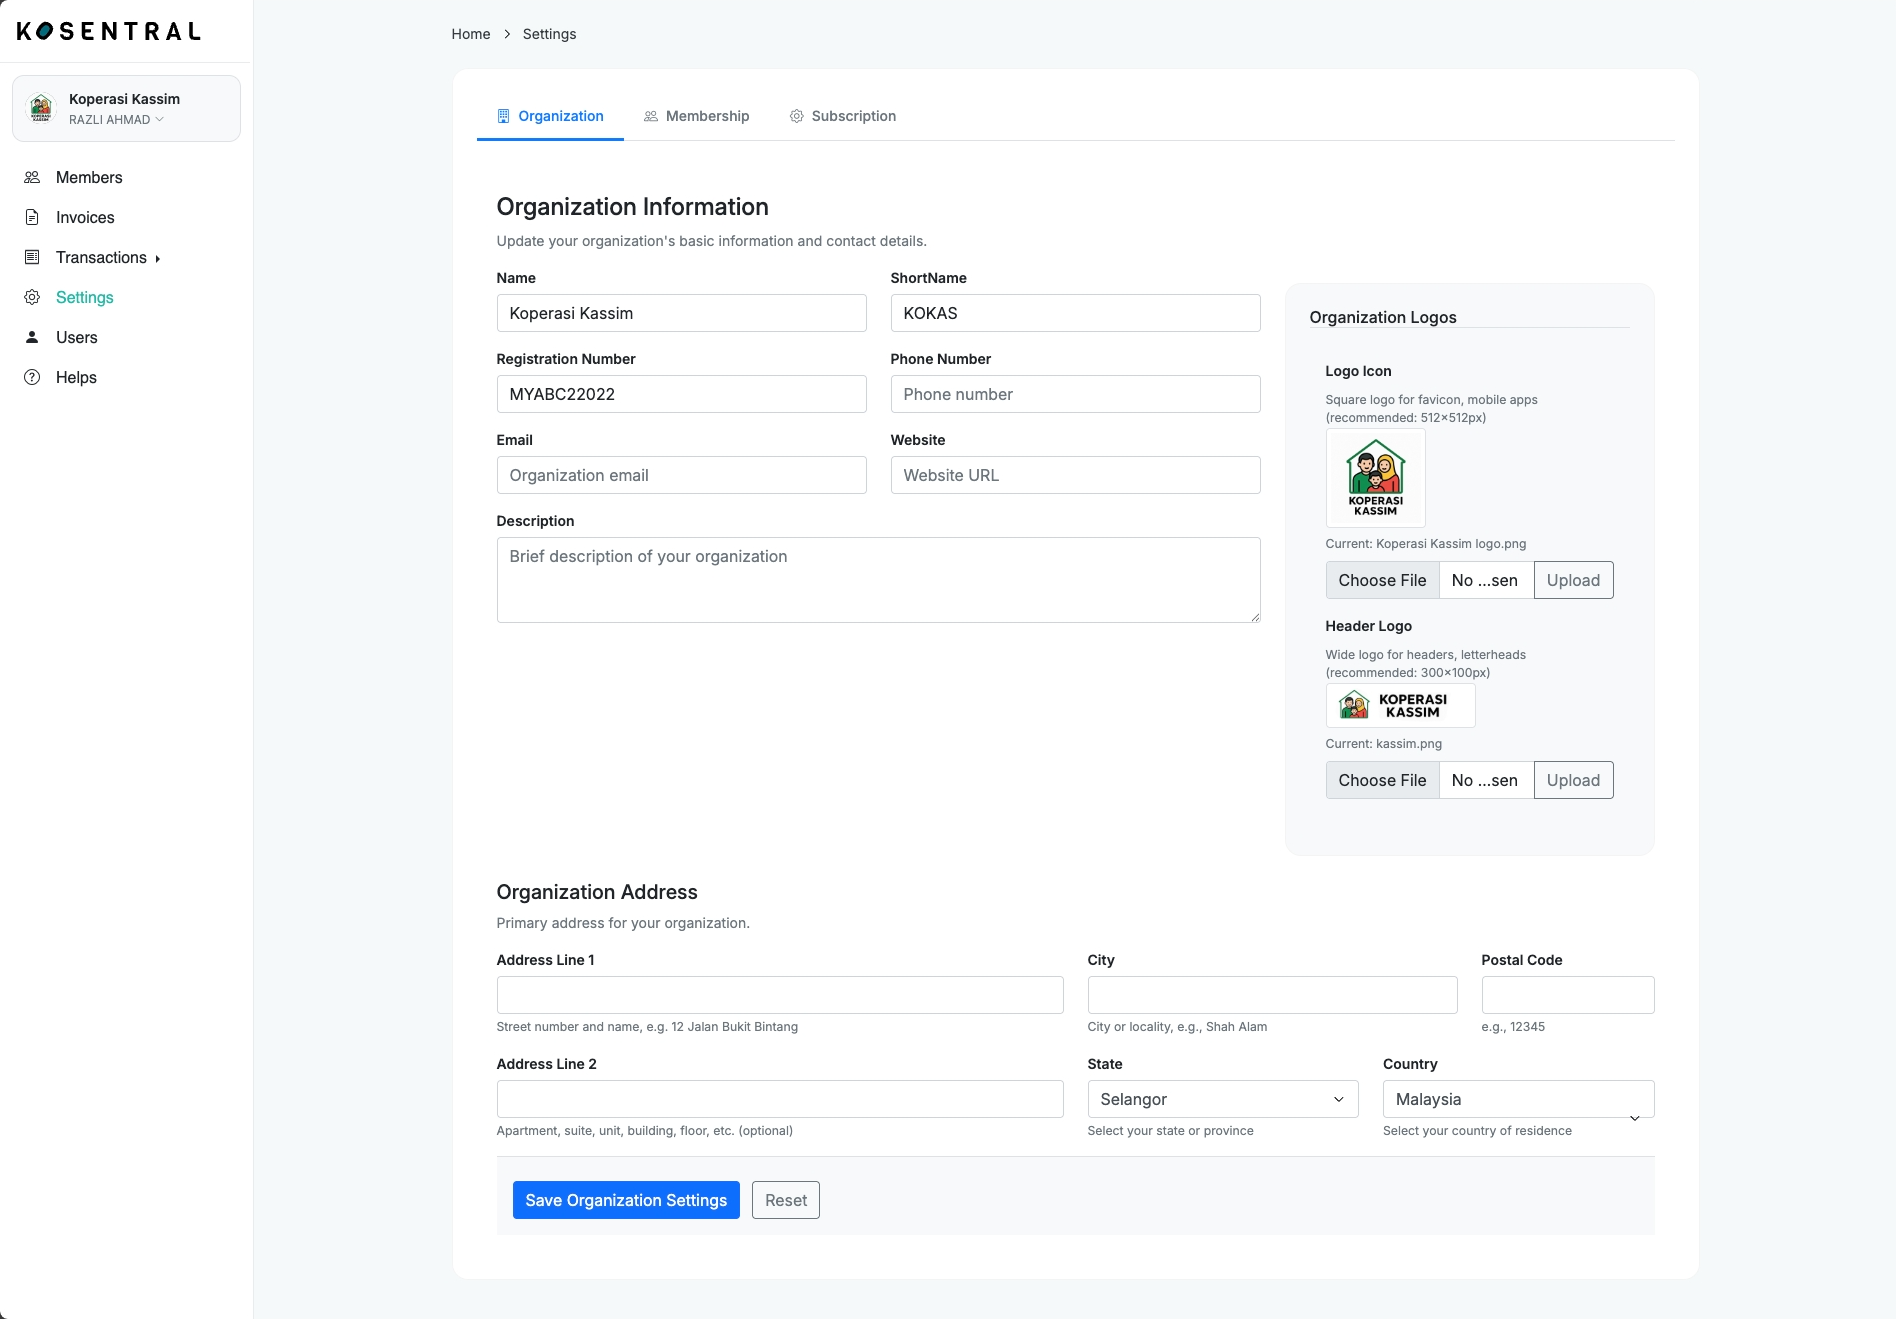 KOSENTRAL
Koperasi Kassim
RAZLI AHMAD
Members
Invoices
Transactions
Settings
Users
Helps
Home > Settings
Organization
Membership
Subscription
Organization Information
Update your organization's basic information and contact details.
Name
Koperasi Kassim
ShortName
KOKAS
Registration Number
MYABC22022
Phone Number
Phone number
Email
Organization email
Website
Website URL
Description
Brief description of your organization
Organization Logos
Logo Icon
Square logo for favicon, mobile apps
(recommended: 512×512px)
KOPERASI
KASSIM
Current: Koperasi Kassim logo.png
Choose File No ...sen Upload
Header Logo
Wide logo for headers, letterheads
(recommended: 300×100px)
KOPERASI
KASSIM
Current: kassim.png
Choose File No ...sen Upload
Organization Address
Primary address for your organization.
Address Line 1
Street number and name, e.g. 12 Jalan Bukit Bintang
City
City or locality, e.g., Shah Alam
Postal Code
e.g., 12345
Address Line 2
Apartment, suite, unit, building, floor, etc. (optional)
State
Selangor
Select your state or province
Country
Malaysia
Select your country of residence
Save Organization Settings
Reset